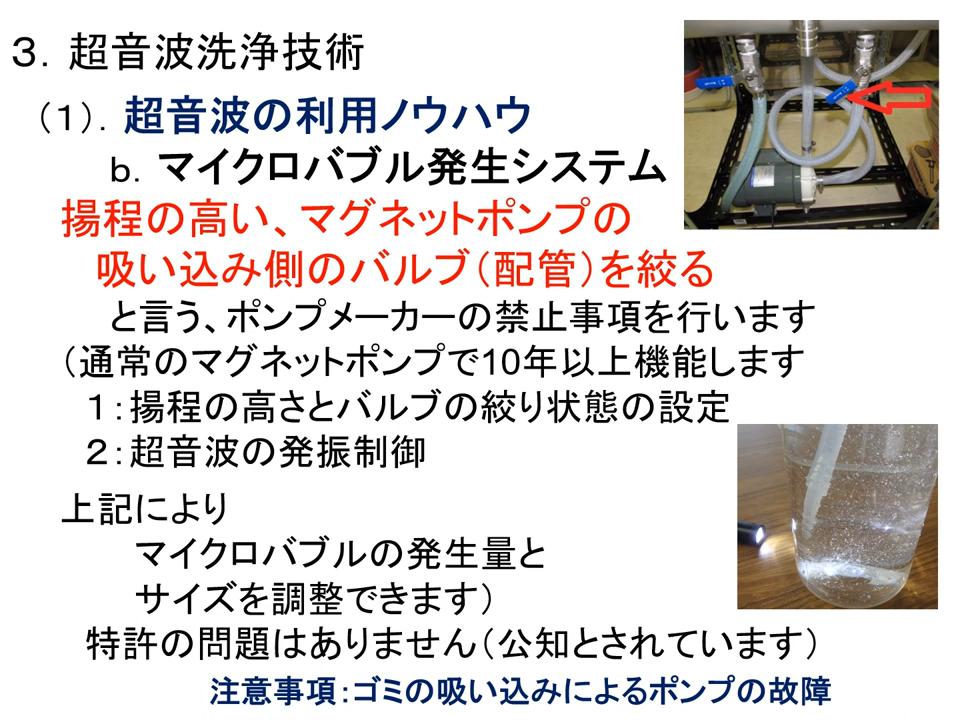 ３．超音波洗浄技術
（１）．超音波の利用ノウハウ
ｂ．マイクロバブル発生システム
揚程の高い、マグネットポンプの
吸い込み側のバルブ（配管）を絞る
と言う、ポンプメーカーの禁止事項を行います
（通常のマグネットポンプで10年以上機能します
１：揚程の高さとバルブの絞り状態の設定
２：超音波の発振制御
上記により
マイクロバブルの発生量と
サイズを調整できます）
特許の問題はありません（公知とされています）
注意事項：ゴミの吸い込みによるポンプの故障